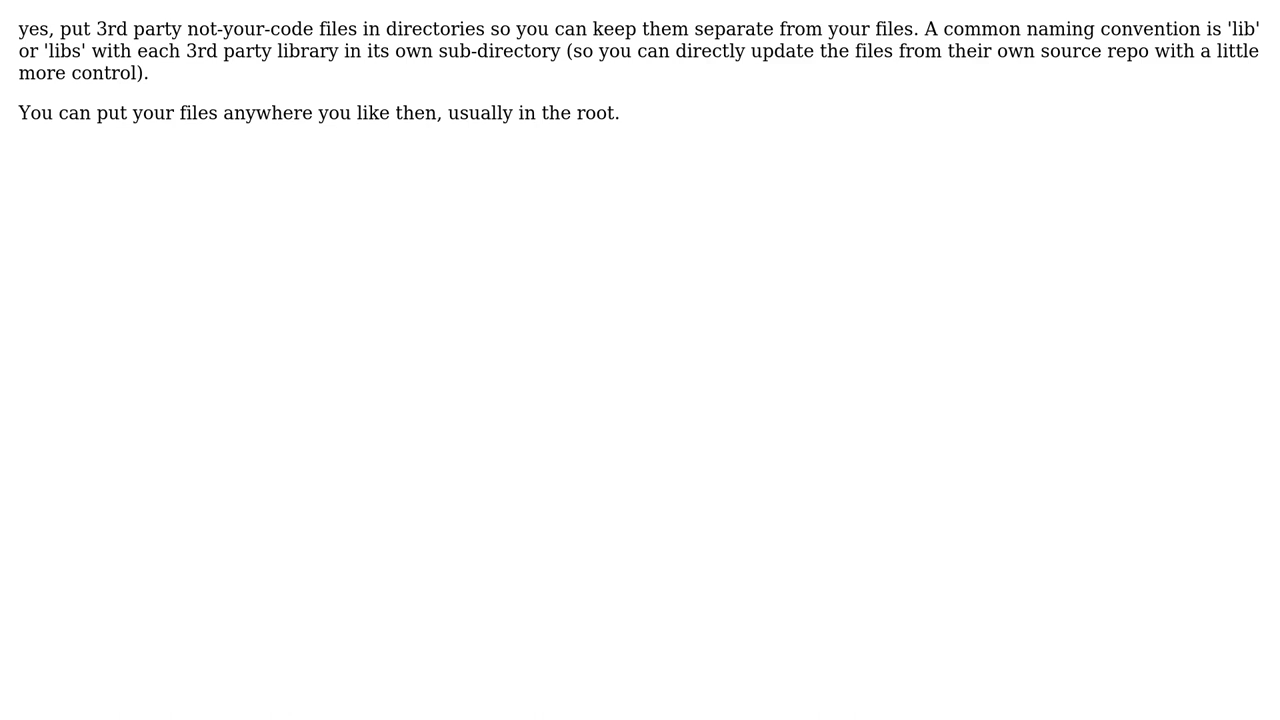 yes, put 3rd party not-your-code files in directories so you can keep them separate from your files. A common naming convention is 'lib'
or 'libs' with each 3rd party library in its own sub-directory (so you can directly update the files from their own source repo with a little
more control).
You can put your files anywhere you like then, usually in the root.